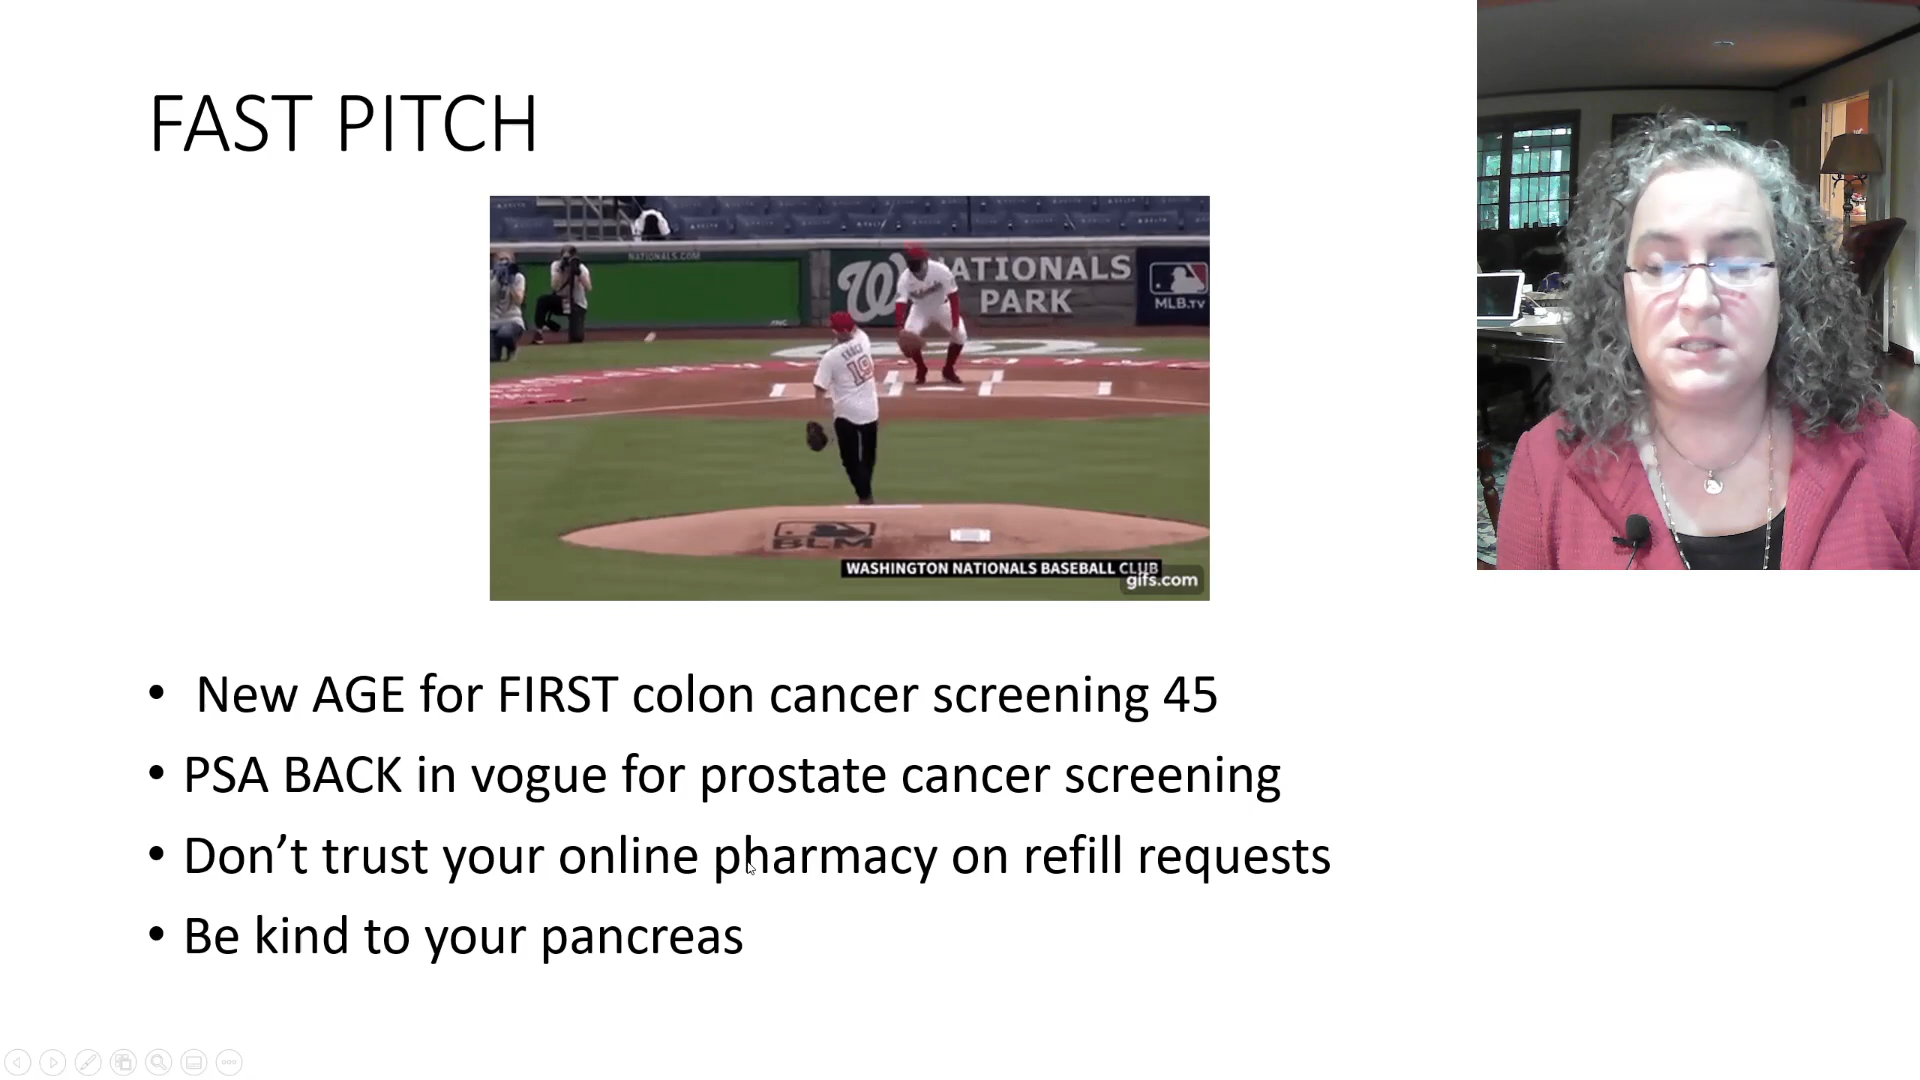 FAST PITCH
NATIONALS.COM
NATIONALS
PARK
W
MLB.TV
19
BLM
WASHINGTON NATIONALS BASEBALL CLUB
gifs.com
• New AGE for FIRST colon cancer screening 45
• PSA BACK in vogue for prostate cancer screening
• Don’t trust your online pharmacy on refill requests
• Be kind to your pancreas